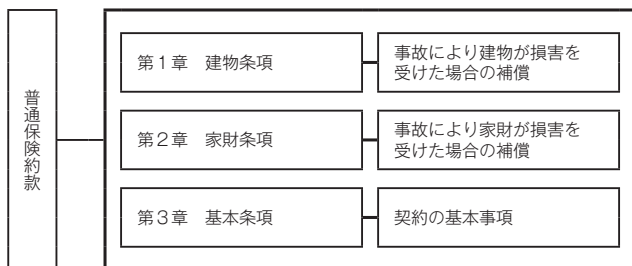 普通保険約款
第1章　建物条項
事故により建物が損害を
受けた場合の補償
第2章　家財条項
事故により家財が損害を
受けた場合の補償
第3章　基本条項
契約の基本事項